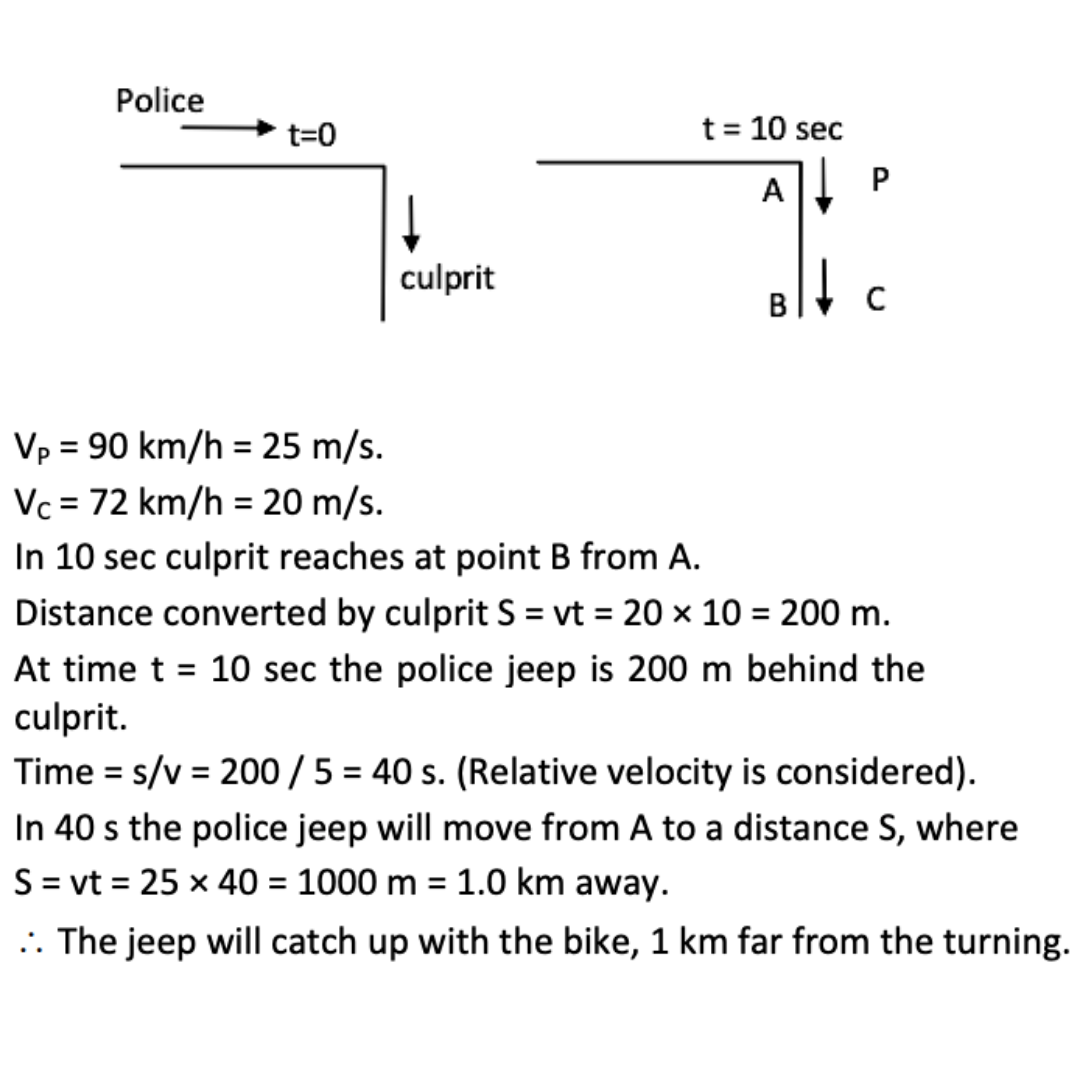 Police
t=0
culprit
t = 10 sec
A
P
B
C
VP = 90 km/h = 25 m/s.
VC = 72 km/h = 20 m/s.
In 10 sec culprit reaches at point B from A.
Distance converted by culprit S = vt = 20 × 10 = 200 m.
At time t = 10 sec the police jeep is 200 m behind the
culprit.
Time = s/v = 200 / 5 = 40 s. (Relative velocity is considered).
In 40 s the police jeep will move from A to a distance S, where
S = vt = 25 × 40 = 1000 m = 1.0 km away.
∴ The jeep will catch up with the bike, 1 km far from the turning.